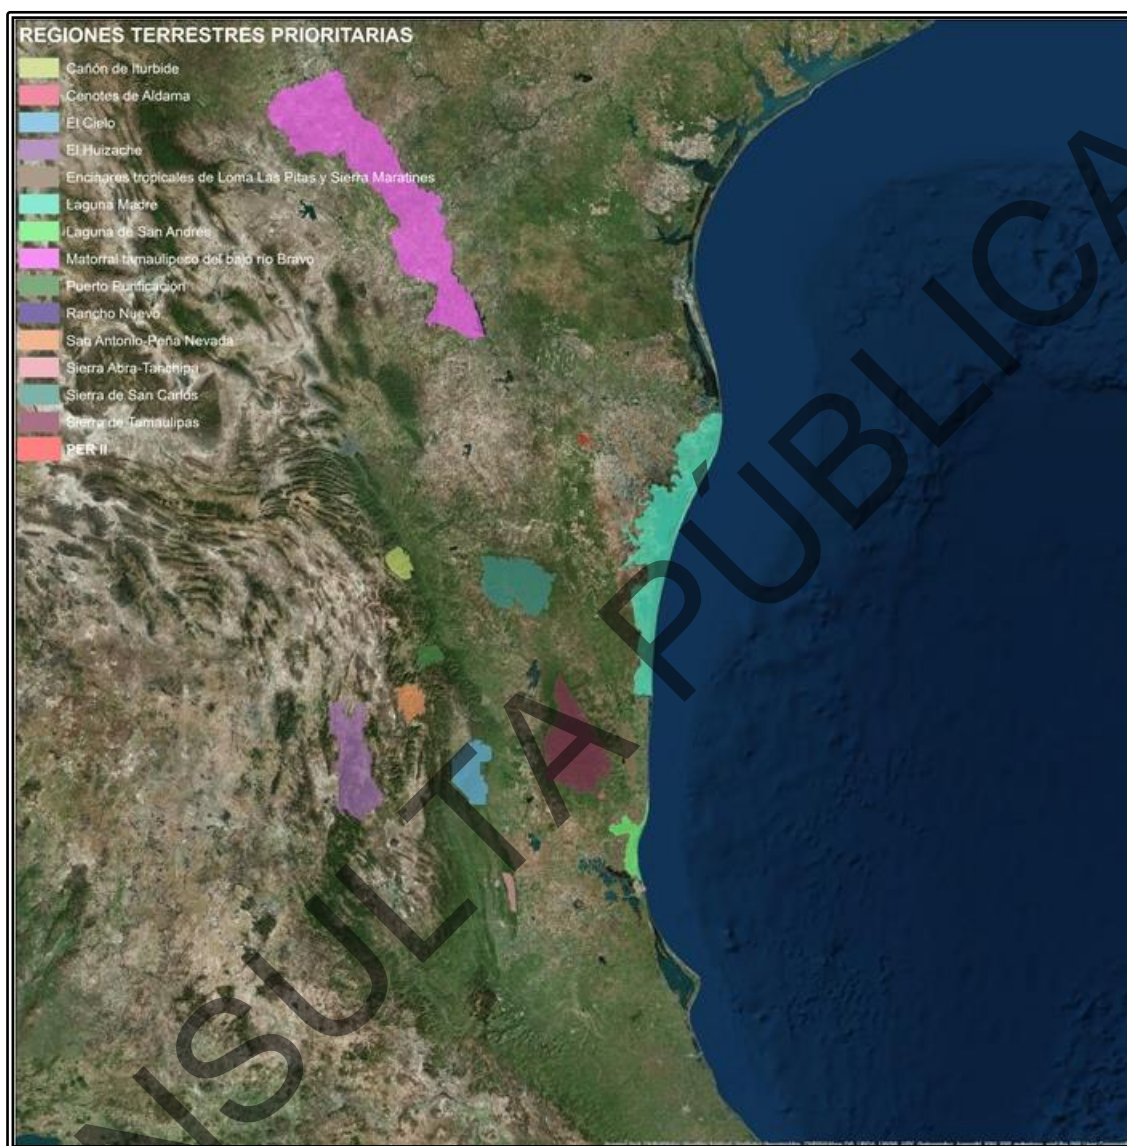 REGIONES TERRESTRES PRIORITARIAS
Cañón de Iturbide
Cenotes de Aldama
El Cielo
El Huizache
Encinares tropicales de Loma Las Pitas y Sierra Maratines
Laguna Madre
Laguna de San Andrés
Matorral tamaulipeco del bajo río Bravo
Puerto Purificación
Rancho Nuevo
San Antonio-Peña Nevada
Sierra Abra-Tanchipa
Sierra de San Carlos
Sierra de Tamaulipas
PER II
NSULTA PÚBLICA